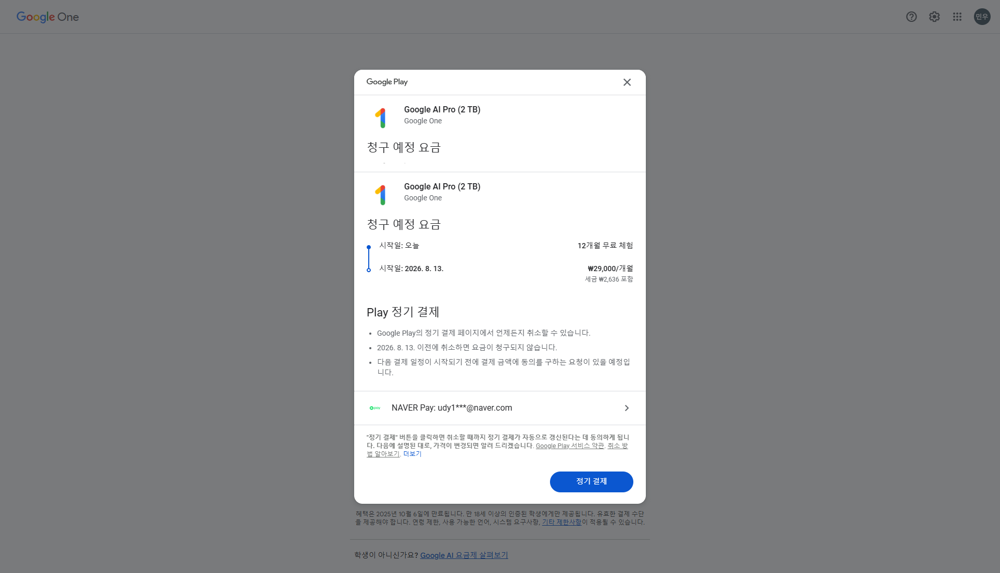 Google One
민우
Google Play
Google AI Pro (2 TB)
Google One
청구 예정 요금
Google AI Pro (2 TB)
Google One
청구 예정 요금
시작일: 오늘
12개월 무료 체험
시작일: 2026. 8. 13.
₩29,000/개월
세금 ₩2,636 포함
Play 정기 결제
• Google Play의 정기 결제 페이지에서 언제든지 취소할 수 있습니다.
• 2026. 8. 13. 이전에 취소하면 요금이 청구되지 않습니다.
• 다음 결제 일정이 시작되기 전에 결제 금액에 동의를 구하는 요청이 있을 예정입
니다.
pay
NAVER Pay: udy1***@naver.com
"정기 결제" 버튼을 클릭하면 취소할 때까지 정기 결제가 자동으로 갱신된다는 데 동의하게 됩니
다. 다음에 설명된 대로, 가격이 변경되면 알려 드리겠습니다. Google Play 서비스 약관. 취소 방
법 알아보기. 더보기
정기 결제
혜택은 2025년 10월 6일에 만료됩니다. 만 18세 이상의 인증된 학생에게만 제공됩니다. 유효한 결제 수단
을 제공해야 합니다. 연령 제한, 사용 가능한 언어, 시스템 요구사항, 기타 제한사항이 적용될 수 있습니다.
학생이 아니신가요? Google AI 요금제 살펴보기